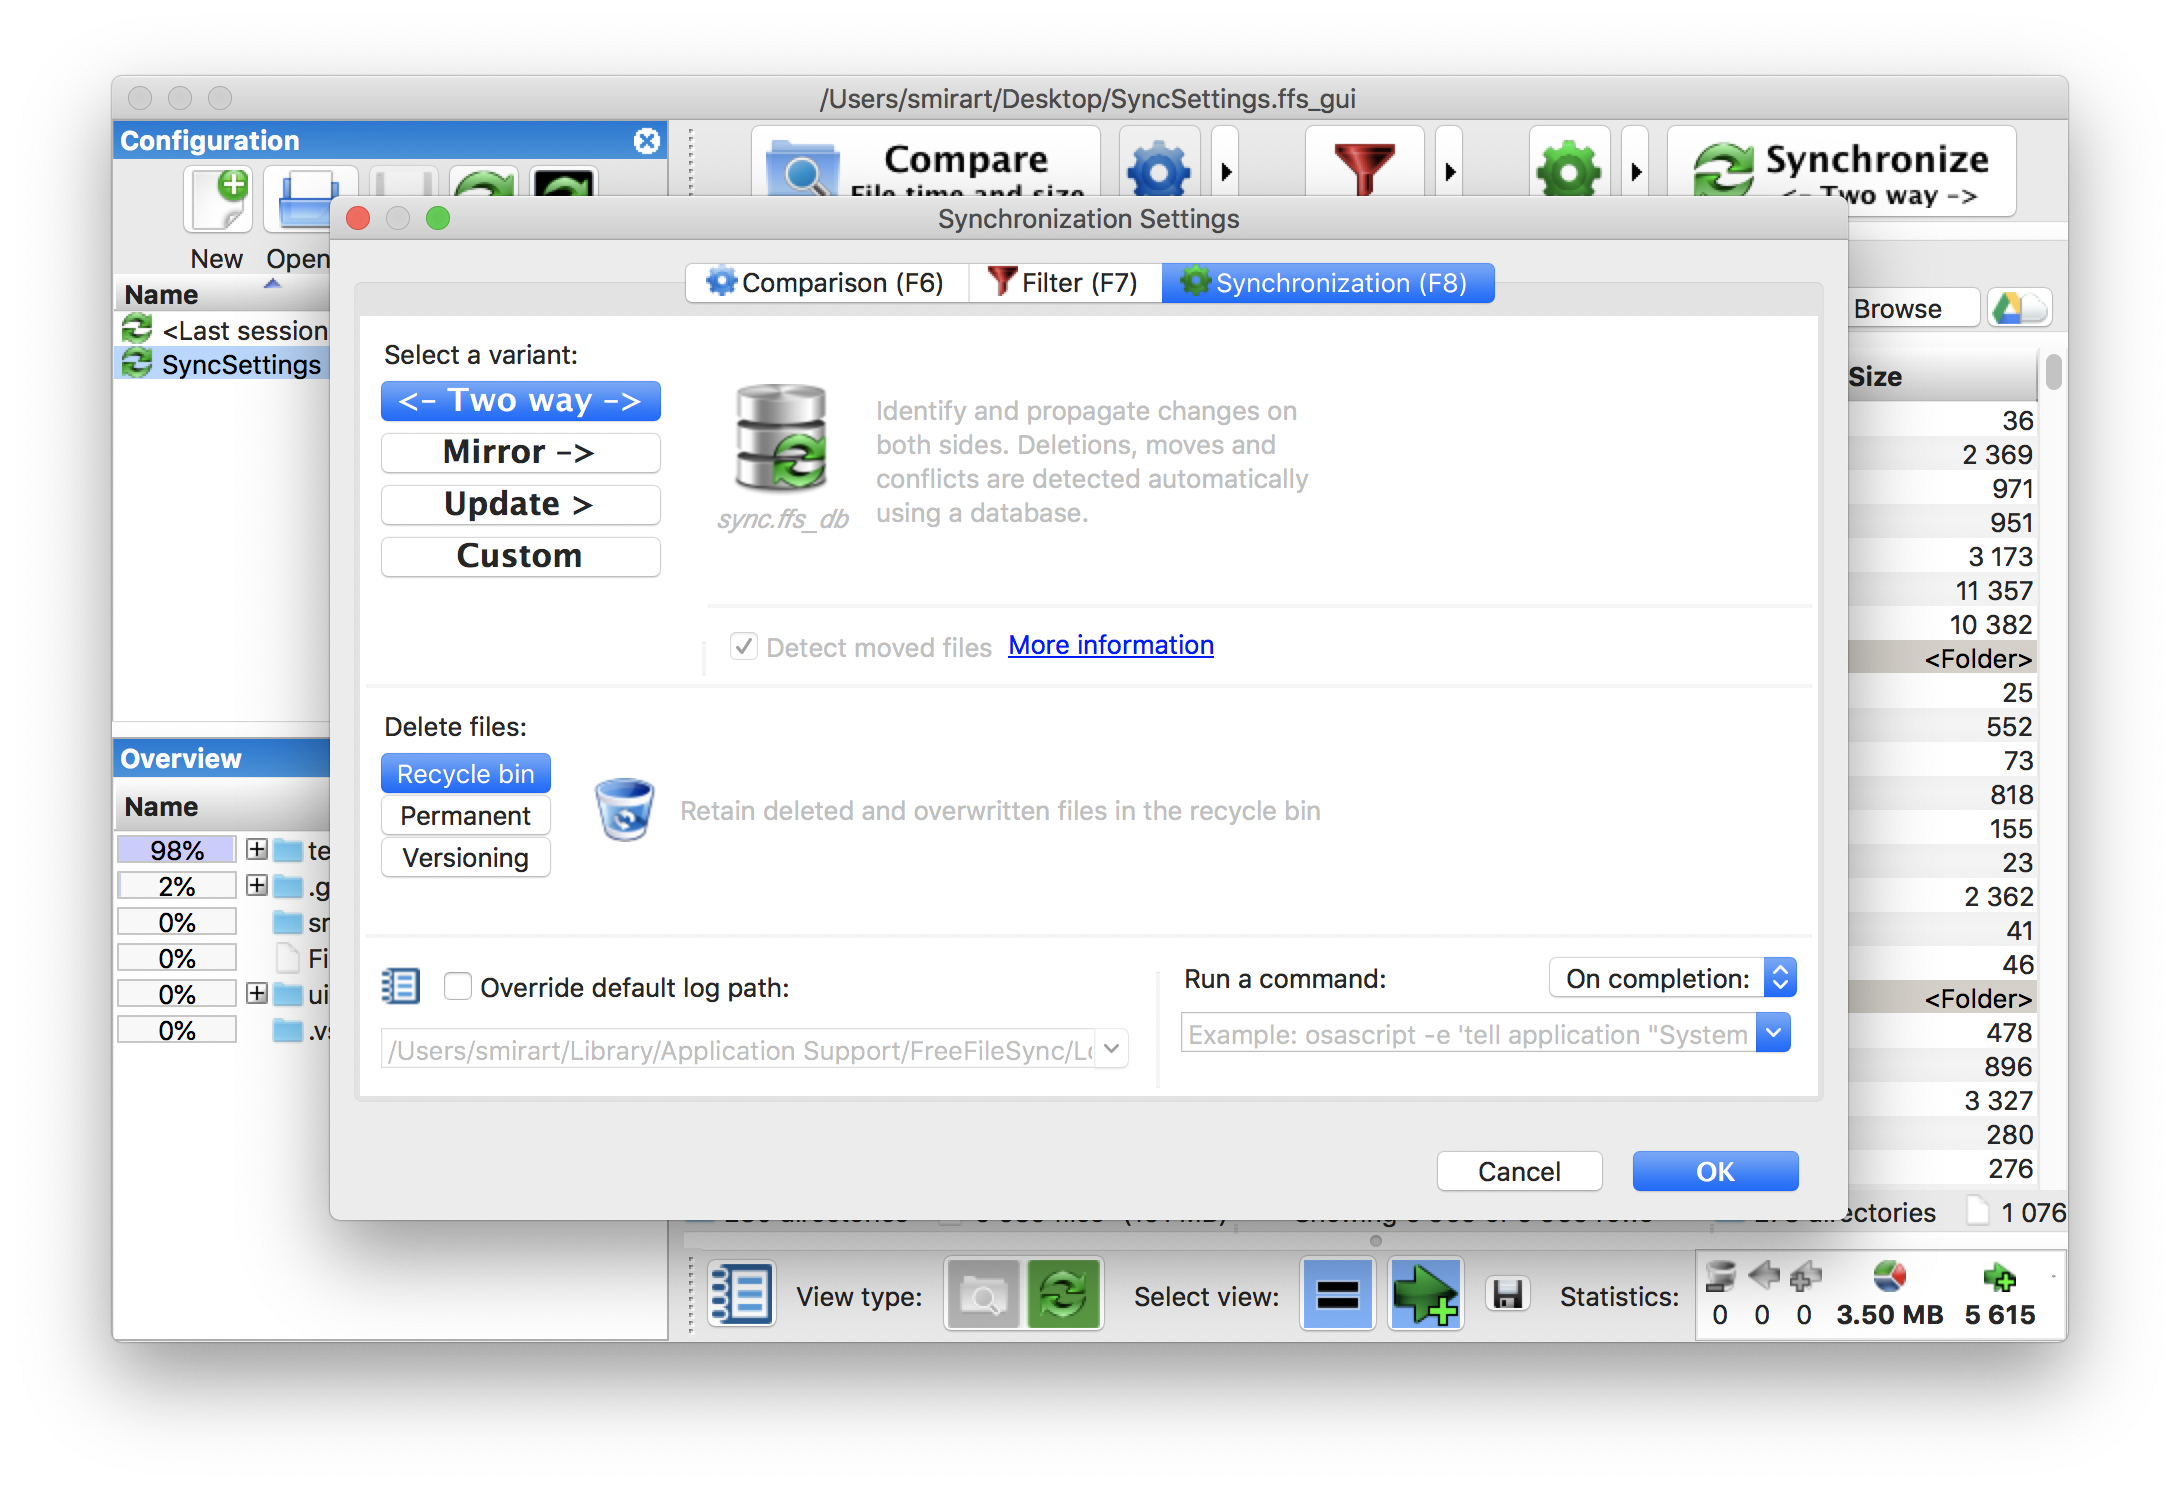 /Users/smirart/Desktop/SyncSettings.ffs_gui
Configuration
Compare
File time and size
Synchronize
<- Two way ->
New
Open
Name
<Last session
SyncSettings
Browse
Size
36
2 369
971
951
3 173
11 357
10 382
<Folder>
25
552
73
818
155
23
2 362
41
46
<Folder>
478
896
3 327
280
276
Synchronization Settings
Comparison (F6)
Filter (F7)
Synchronization (F8)
Select a variant:
<- Two way ->
Mirror ->
Update >
Custom
sync.ffs_db
Identify and propagate changes on
both sides. Deletions, moves and
conflicts are detected automatically
using a database.
Detect moved files More information
Delete files:
Recycle bin
Permanent
Versioning
Retain deleted and overwritten files in the recycle bin
Override default log path:
/Users/smirart/Library/Application Support/FreeFileSync/Lo
Run a command:
On completion:
Example: osascript -e 'tell application "System
Cancel
OK
Overview
Name
98% te
2% .g
0% sr
0% Fi
0% ui
0% .vs
directories
1 076
View type:
Select view:
Statistics:
0 0 0 3.50 MB 5 615